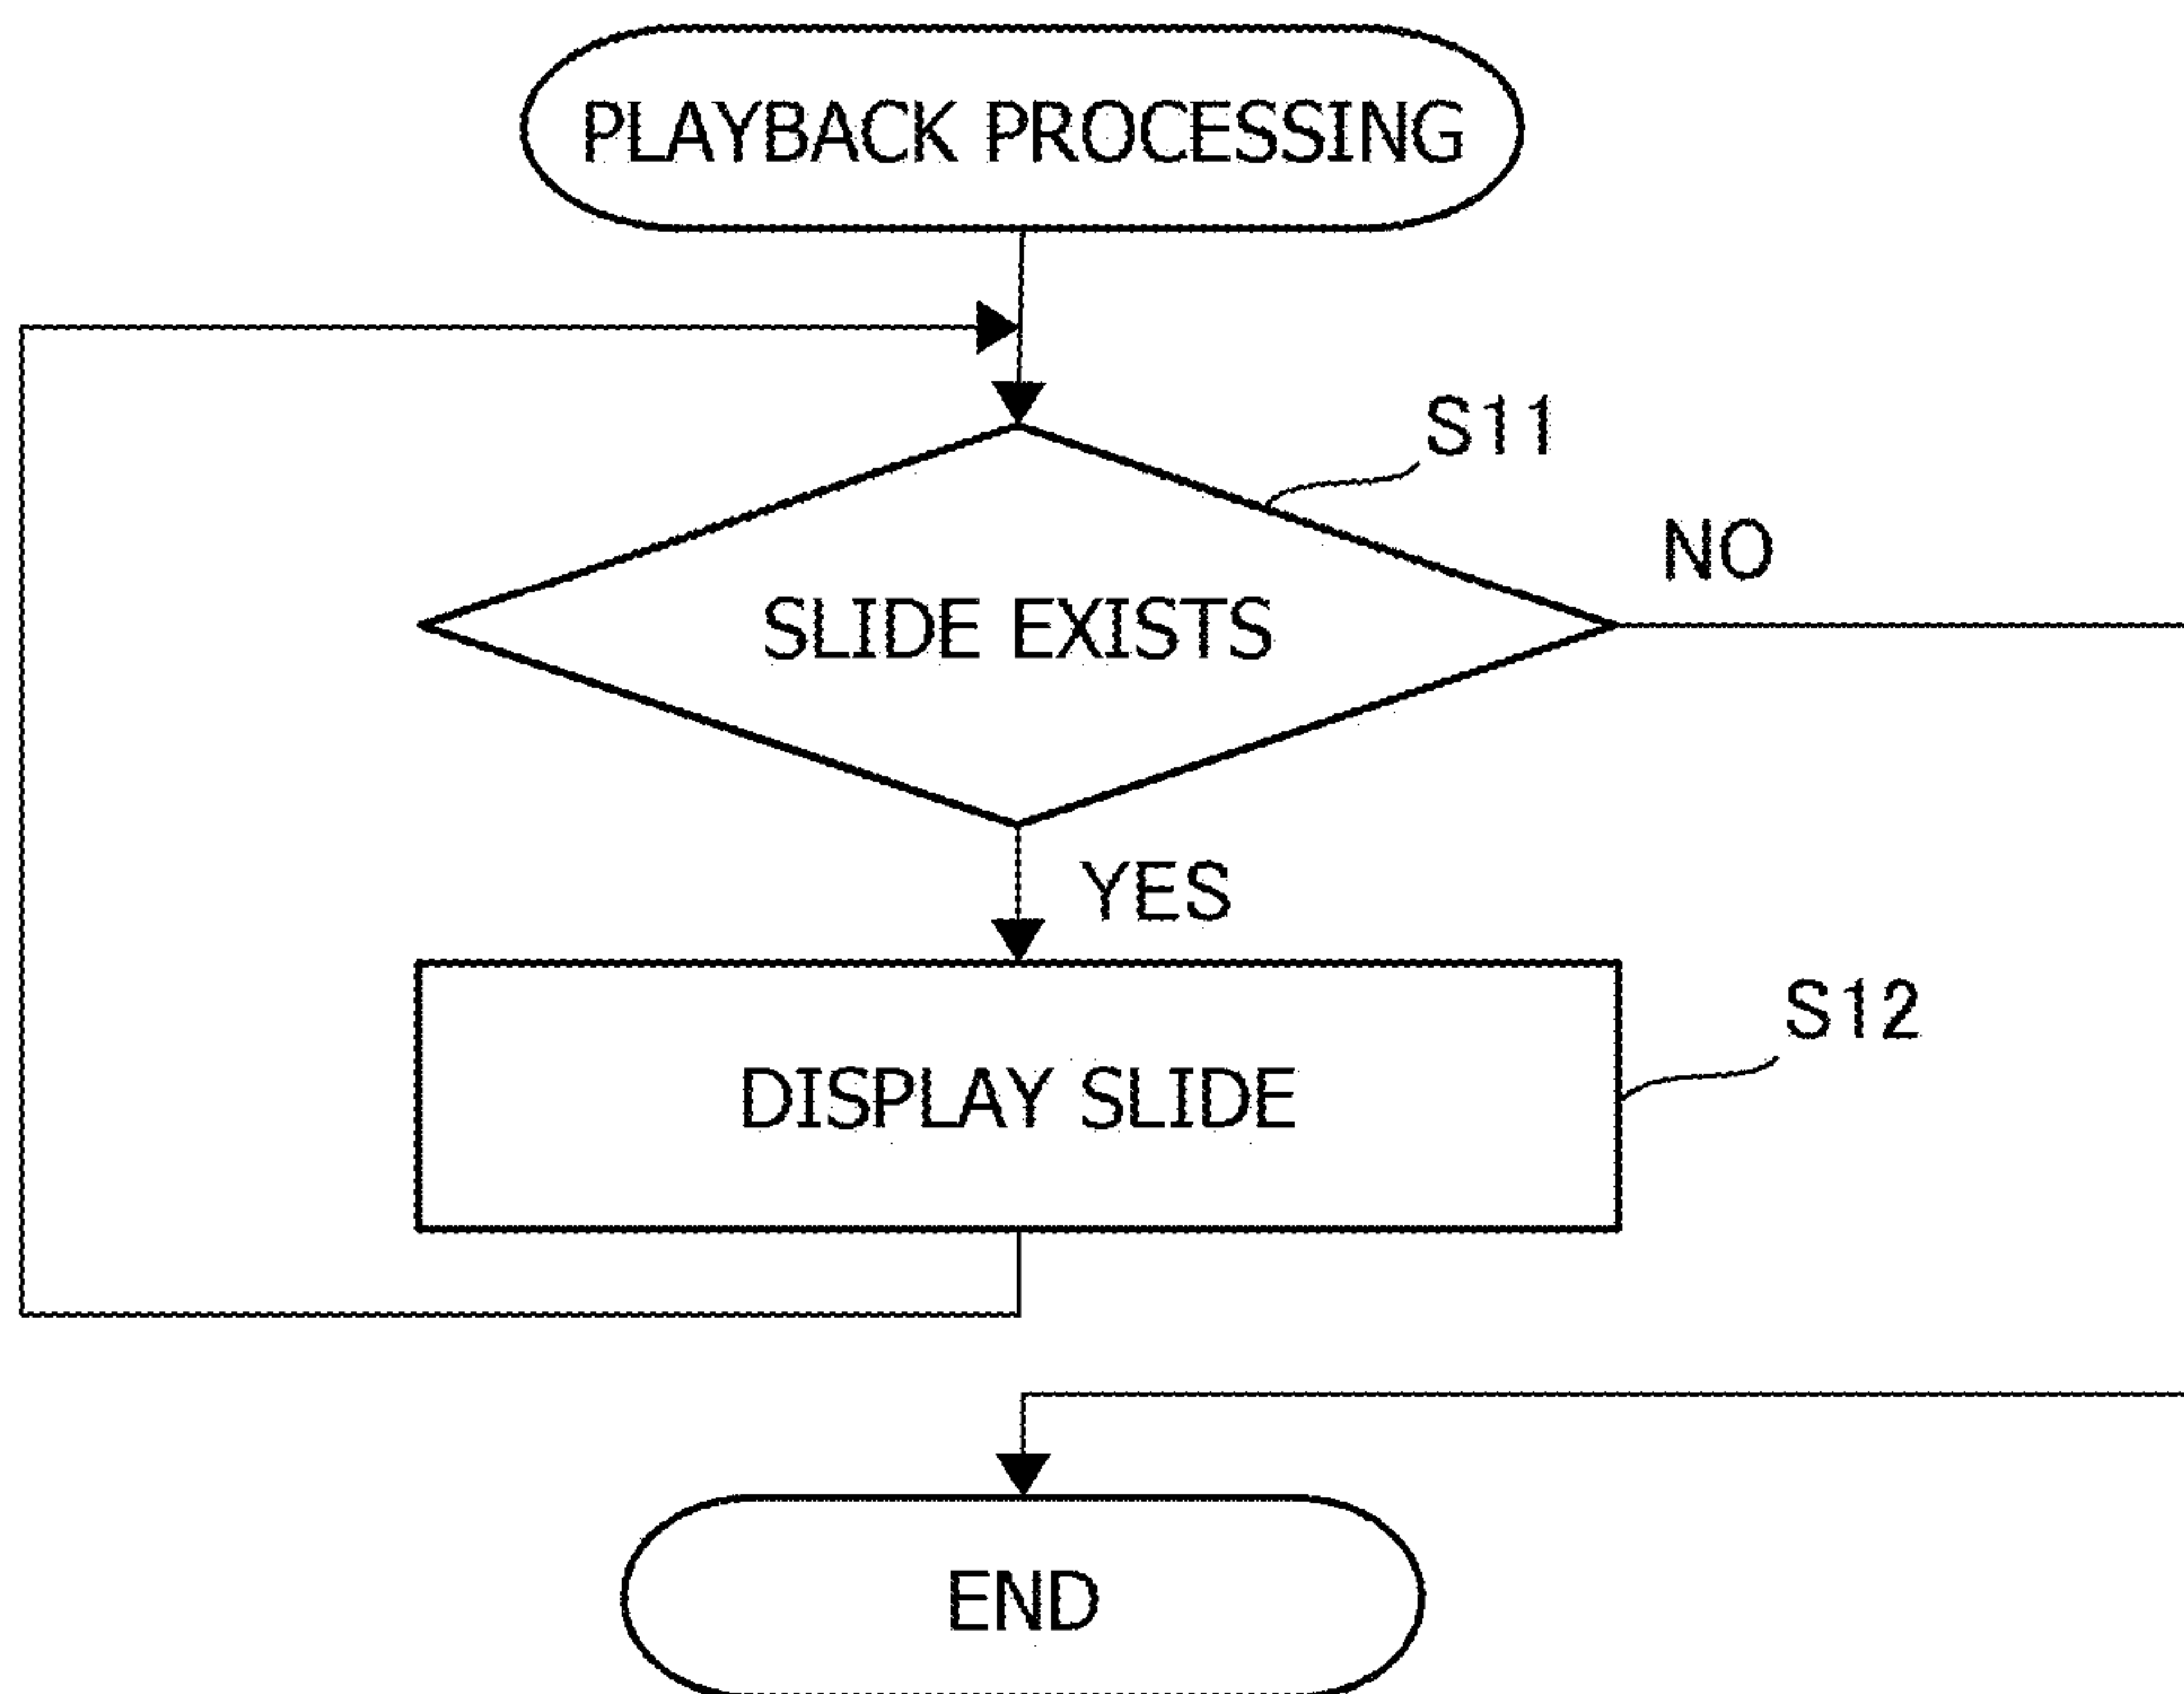 PLAYBACK PROCESSING
S11
NO
SLIDE EXISTS
YES
S12
DISPLAY SLIDE
END